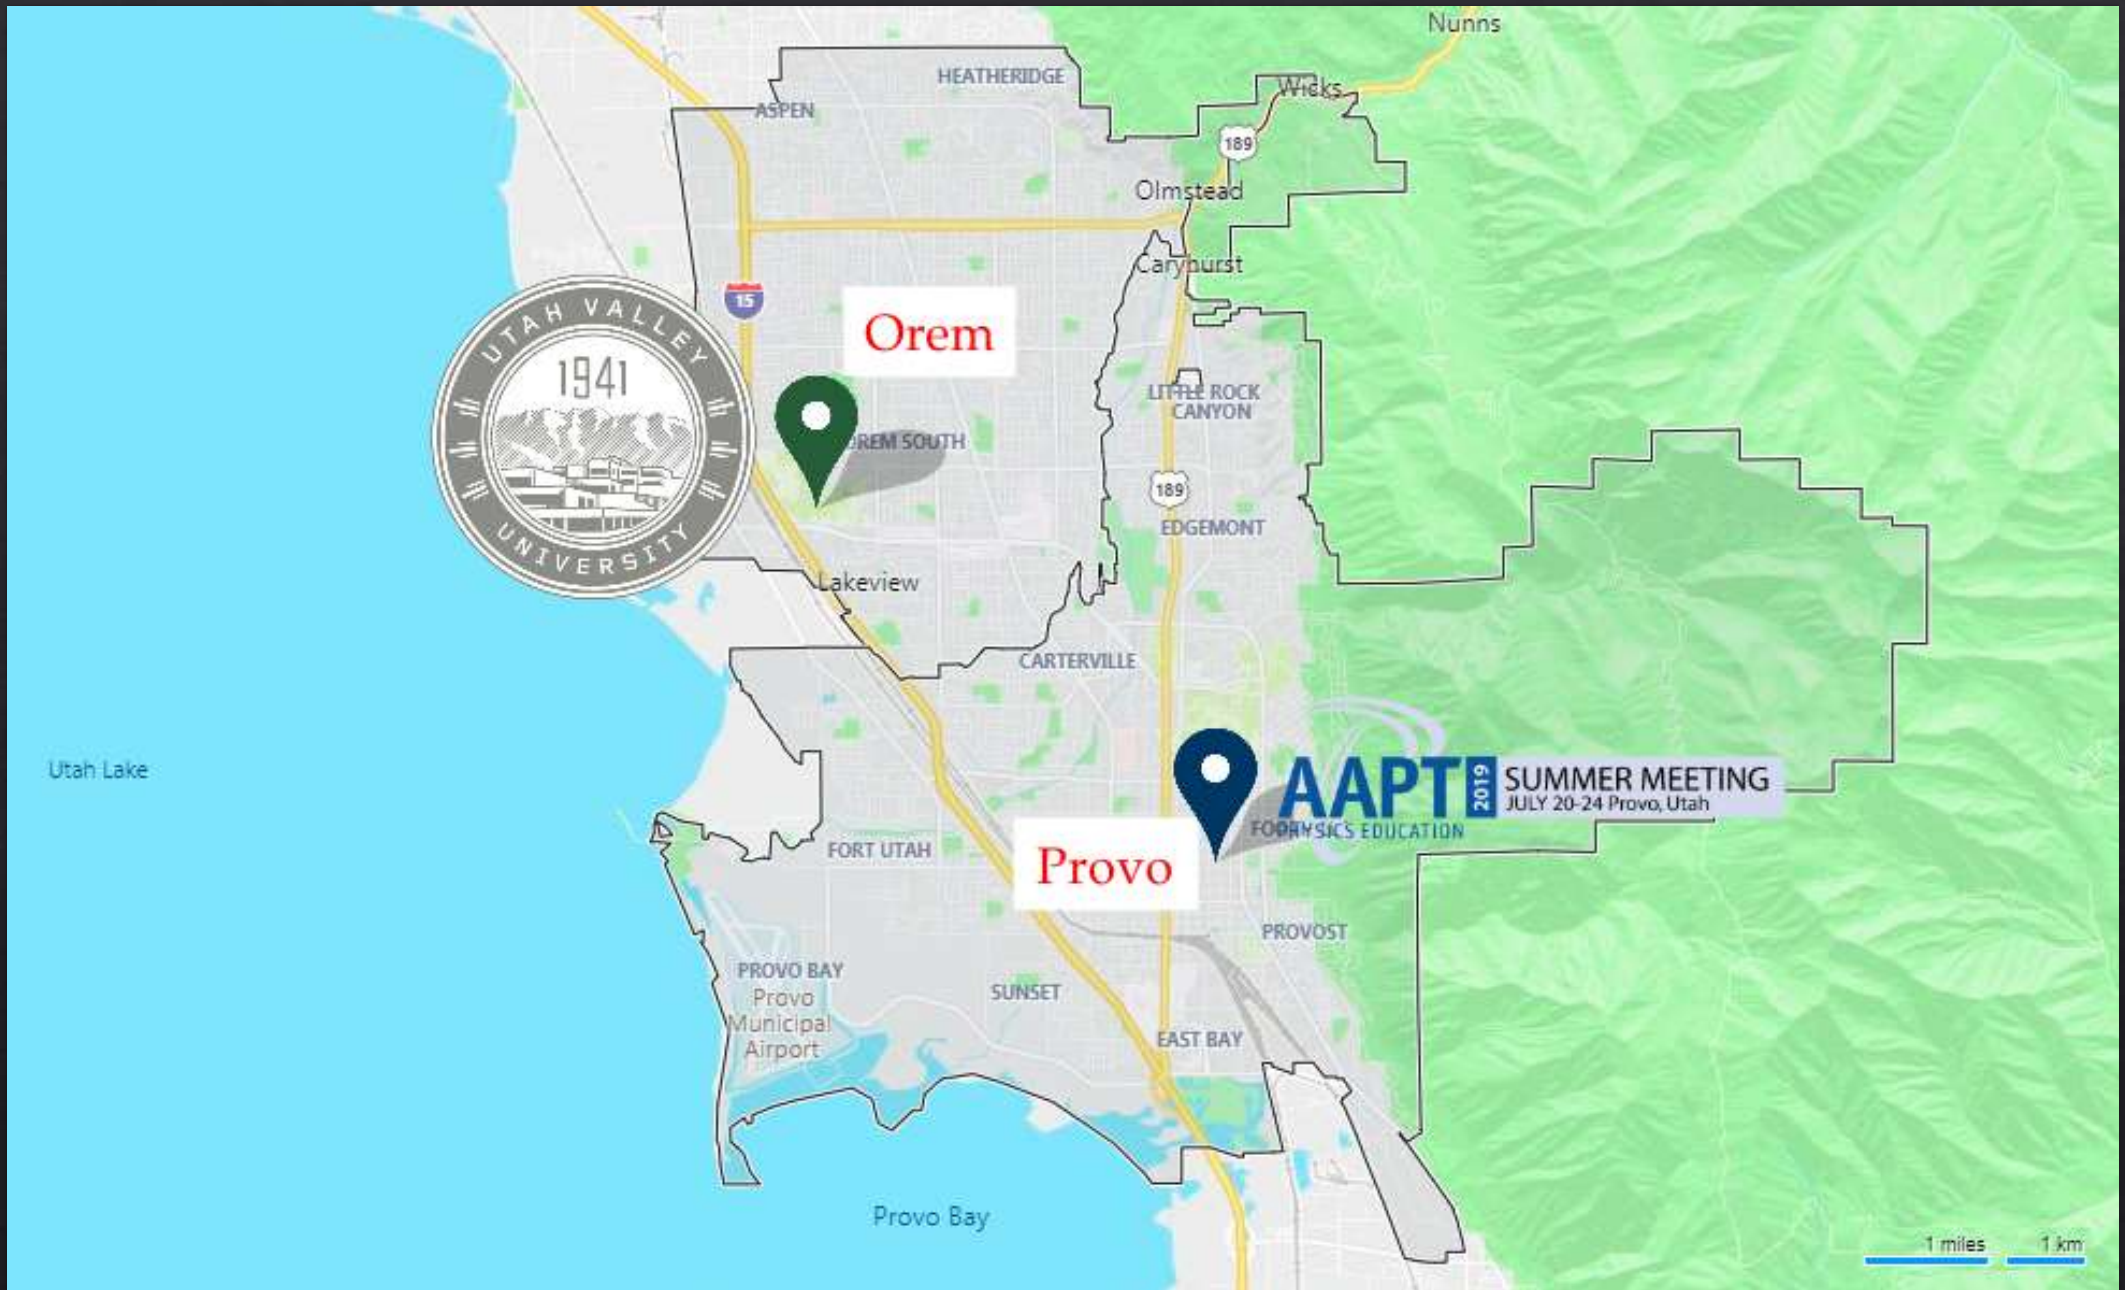 Nunns
HEATHERIDGE
Wicks
ASPEN
189
Olmstead
Caryhurst
15
UTAH VALLEY
1941
UNIVERSITY
Orem
LITTLE ROCK
CANYON
OREM SOUTH
189
EDGEMONT
Lakeview
CARTERVILLE
Utah Lake
AAPT 2019 SUMMER MEETING
JULY 20-24 Provo, Utah
PHYSICS EDUCATION
FORT UTAH
Provo
PROVOST
PROVO BAY
Provo
Municipal
Airport
SUNSET
EAST BAY
Provo Bay
1 miles
1 km